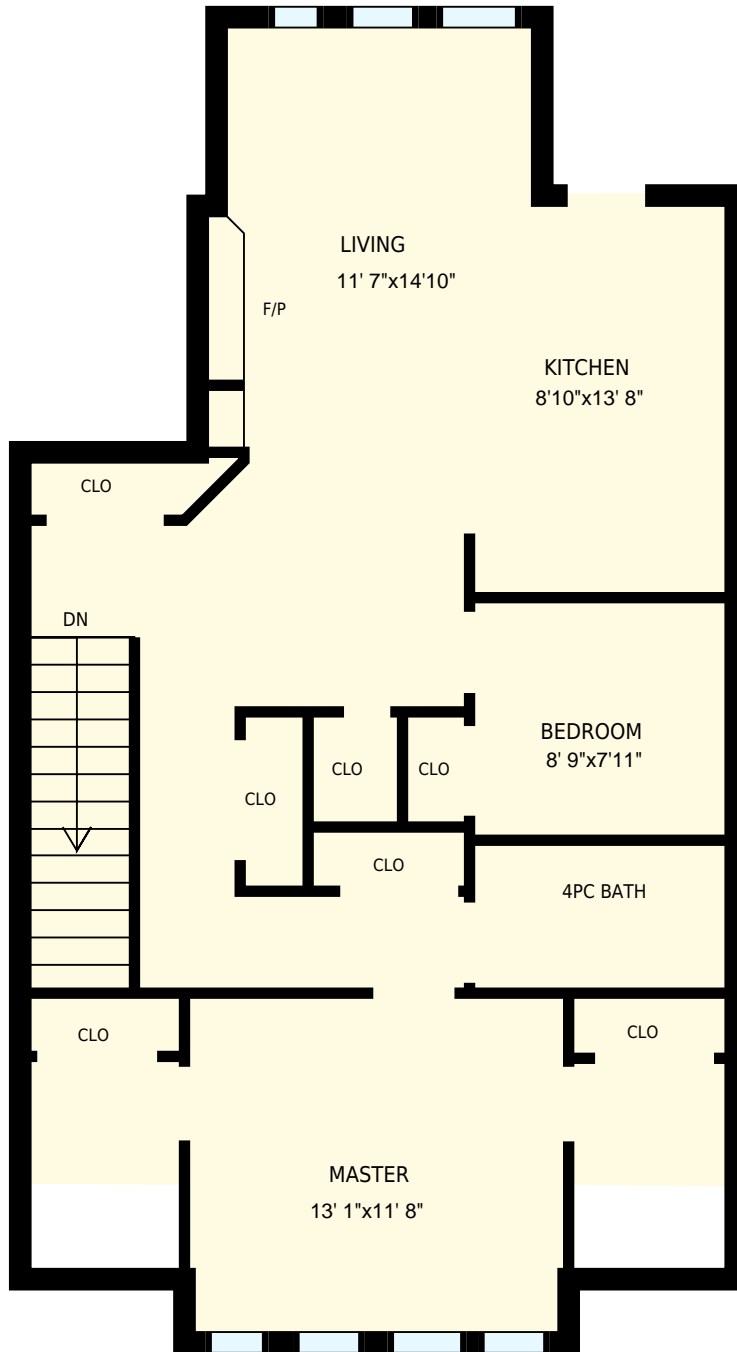 LIVING
11' 7"x14'10"
F/P
KITCHEN
8'10"x13' 8"
CLO
DN
BEDROOM
8' 9"x7'11"
CLO
CLO
CLO
CLO
4PC BATH
CLO
CLO
MASTER
13' 1"x11' 8"